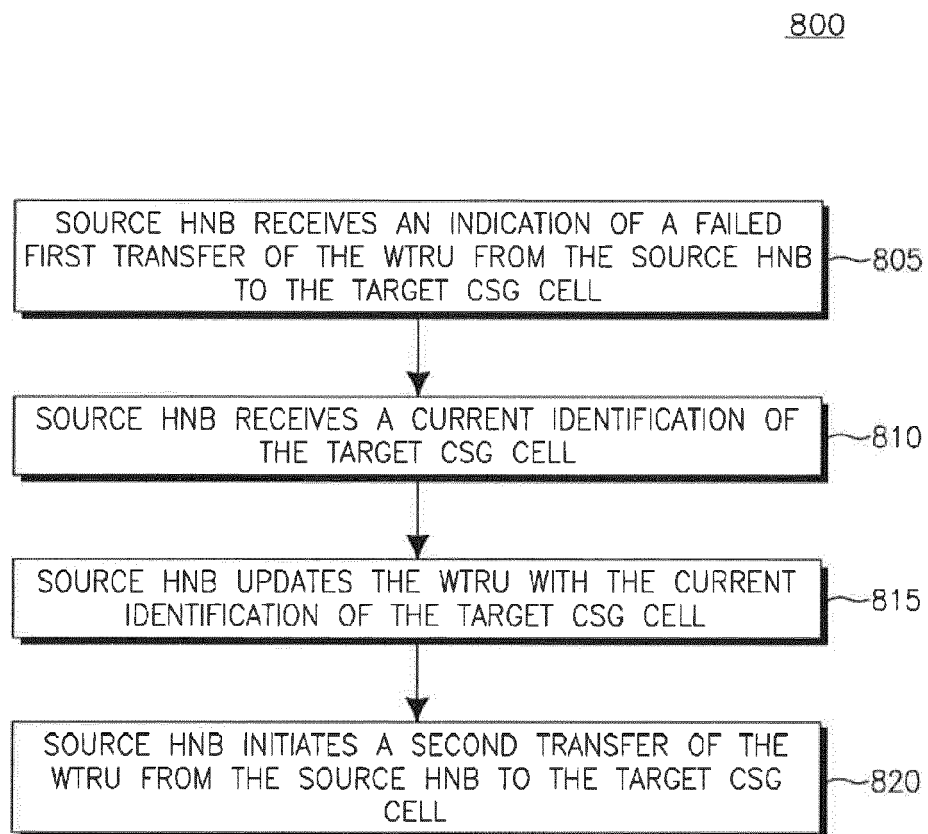 800
SOURCE HNB RECEIVES AN INDICATION OF A FAILED
FIRST TRANSFER OF THE WTRU FROM THE SOURCE HNB
TO THE TARGET CSG CELL
805
SOURCE HNB RECEIVES A CURRENT IDENTIFICATION OF
THE TARGET CSG CELL
810
SOURCE HNB UPDATES THE WTRU WITH THE CURRENT
IDENTIFICATION OF THE TARGET CSG CELL
815
SOURCE HNB INITIATES A SECOND TRANSFER OF THE
WTRU FROM THE SOURCE HNB TO THE TARGET CSG
CELL
820